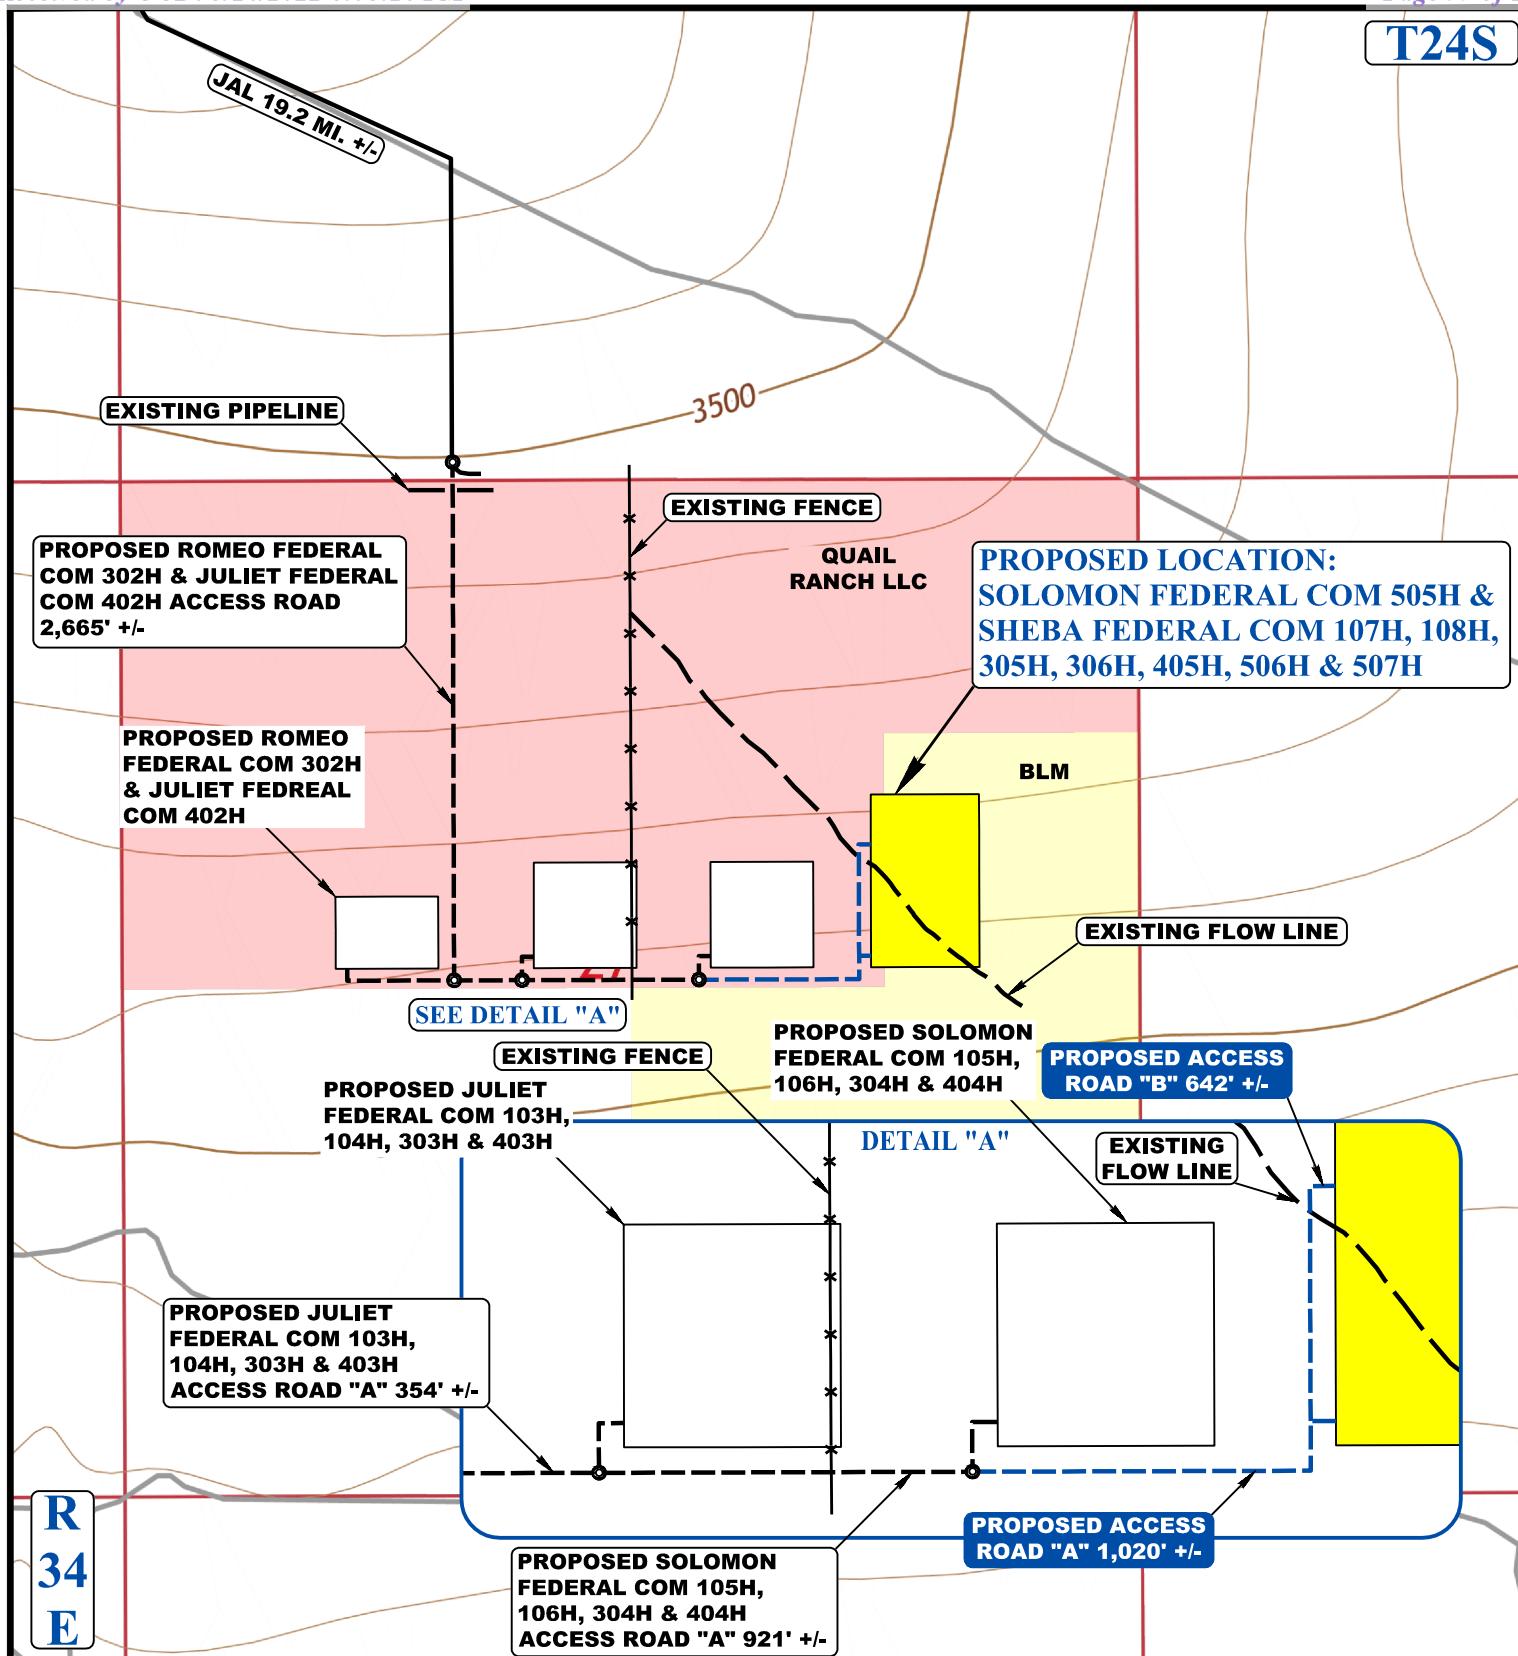 T24S
JAL 19.2 MI. +/-
3500
EXISTING PIPELINE
EXISTING FENCE
QUAIL
RANCH LLC
PROPOSED ROMEO FEDERAL
COM 302H & JULIET FEDERAL
COM 402H ACCESS ROAD
2,665' +/-
PROPOSED LOCATION:
SOLOMON FEDERAL COM 505H &
SHEBA FEDERAL COM 107H, 108H,
305H, 306H, 405H, 506H & 507H
PROPOSED ROMEO
FEDERAL COM 302H
& JULIET FEDREAL
COM 402H
BLM
EXISTING FLOW LINE
SEE DETAIL "A"
EXISTING FENCE
PROPOSED SOLOMON
FEDERAL COM 105H,
106H, 304H & 404H
PROPOSED ACCESS
ROAD "B" 642' +/-
PROPOSED JULIET
FEDERAL COM 103H,
104H, 303H & 403H
DETAIL "A"
EXISTING
FLOW LINE
PROPOSED JULIET
FEDERAL COM 103H,
104H, 303H & 403H
ACCESS ROAD "A" 354' +/-
PROPOSED ACCESS
ROAD "A" 1,020' +/-
PROPOSED SOLOMON
FEDERAL COM 105H,
106H, 304H & 404H
ACCESS ROAD "A" 921' +/-
R
34
E